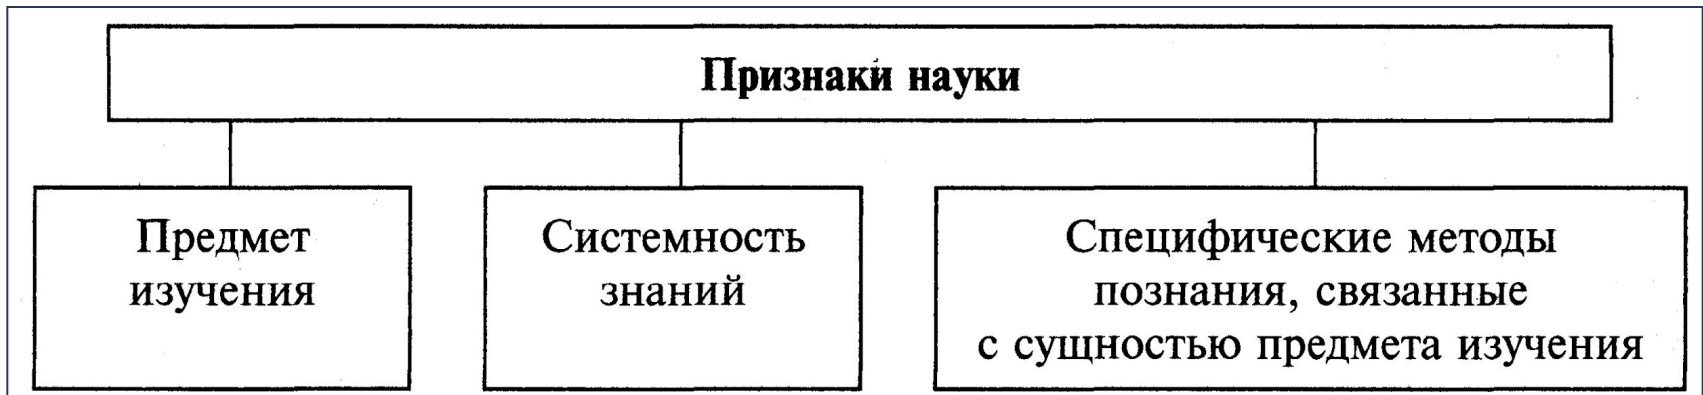 Признаки науки
Предмет
изучения
Системность
знаний
Специфические методы
познания, связанные
с сущностью предмета изучения